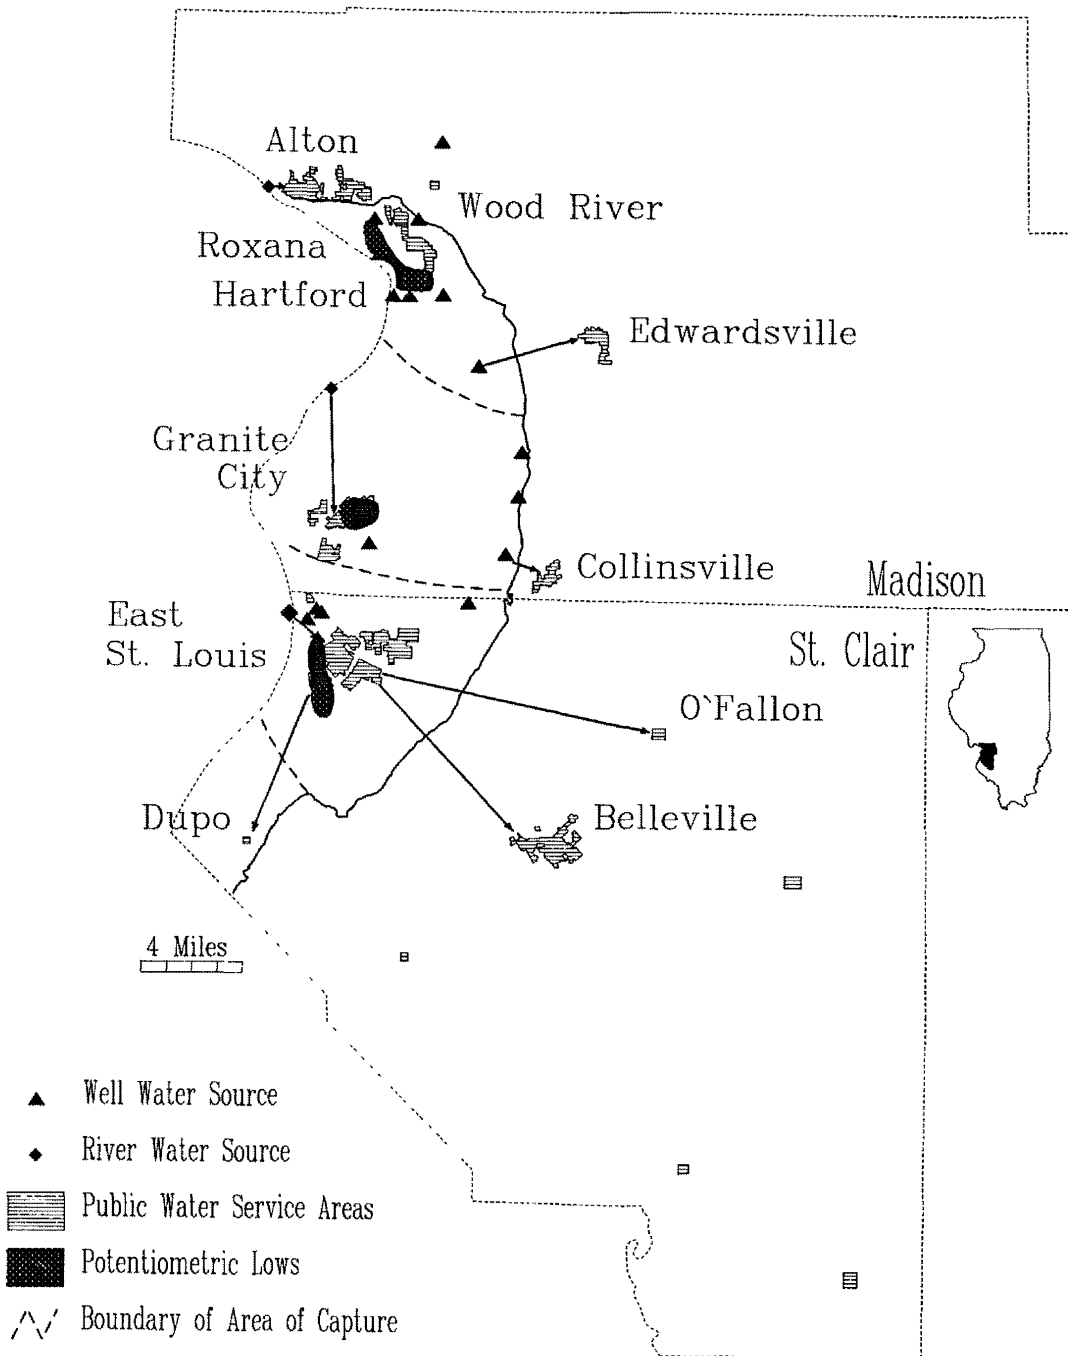 Alton
Wood River
Roxana
Hartford
Edwardsville
Granite
City
Collinsville
Madison
East
St. Louis
St. Clair
O`Fallon
Dupo
Belleville
4 Miles
Well Water Source
River Water Source
Public Water Service Areas
Potentiometric Lows
Boundary of Area of Capture